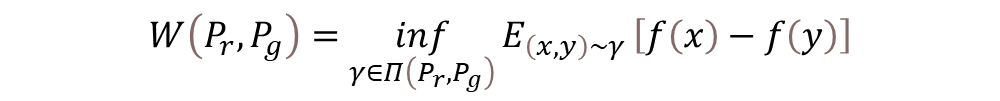 W(P_r, P_g) = inf_{γ∈Π(P_r, P_g)} E_{(x,y)~γ} [f(x) − f(y)]